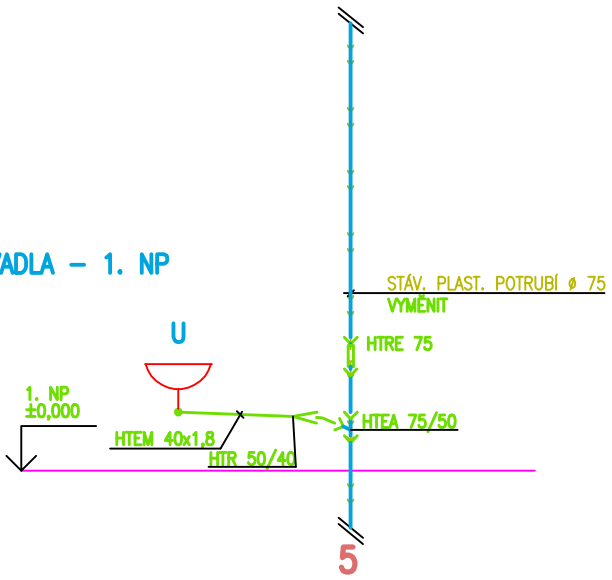 VADLA - 1. NP
STÁV. PLAST. POTRUBÍ ø 75
VYMĚNIT
U
HTRE 75
1. NP
±0,000
HTEA 75/50
HTEM 40x1,8
HTR 50/40
5